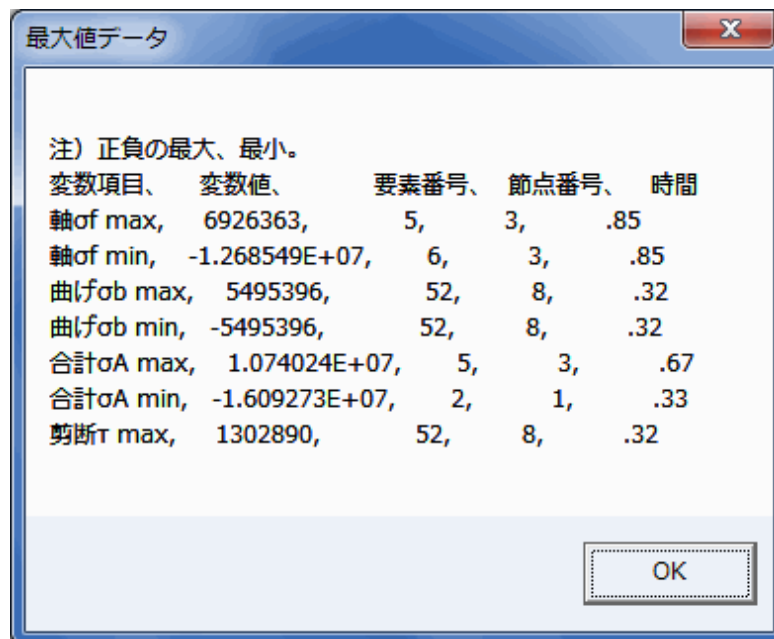 最大値データ
注）正負の最大、最小。
変数項目、 変数値、 要素番号、 節点番号、 時間
軸σf max, 6926363, 5, 3, .85
軸σf min, -1.268549E+07, 6, 3, .85
曲げσb max, 5495396, 52, 8, .32
曲げσb min, -5495396, 52, 8, .32
合計σA max, 1.074024E+07, 5, 3, .67
合計σA min, -1.609273E+07, 2, 1, .33
剪断τ max, 1302890, 52, 8, .32
OK